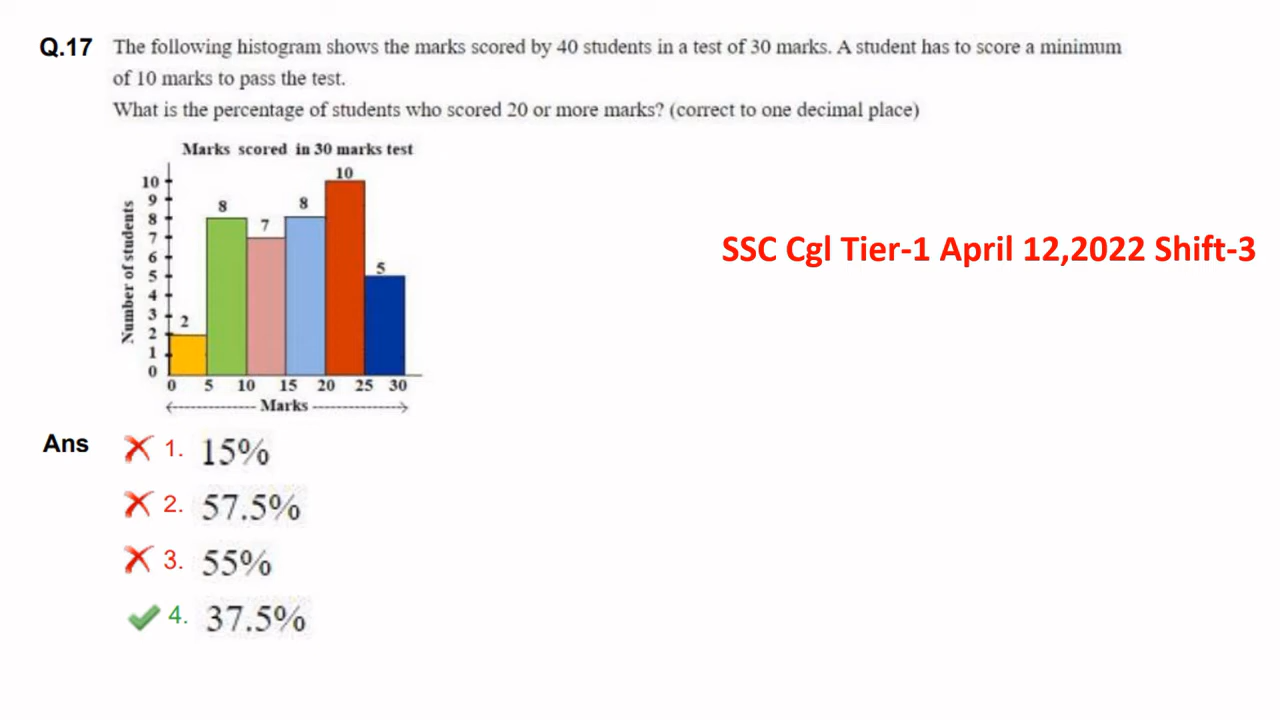 Q.17 The following histogram shows the marks scored by 40 students in a test of 30 marks. A student has to score a minimum
of 10 marks to pass the test.
What is the percentage of students who scored 20 or more marks? (correct to one decimal place)
Marks scored in 30 marks test
Number of students
10
9
8
7
6
5
4
3
2
1
0
2
8
7
8
10
5
0 5 10 15 20 25 30
Marks
SSC Cgl Tier-1 April 12,2022 Shift-3
Ans 1. 15%
2. 57.5%
3. 55%
4. 37.5%